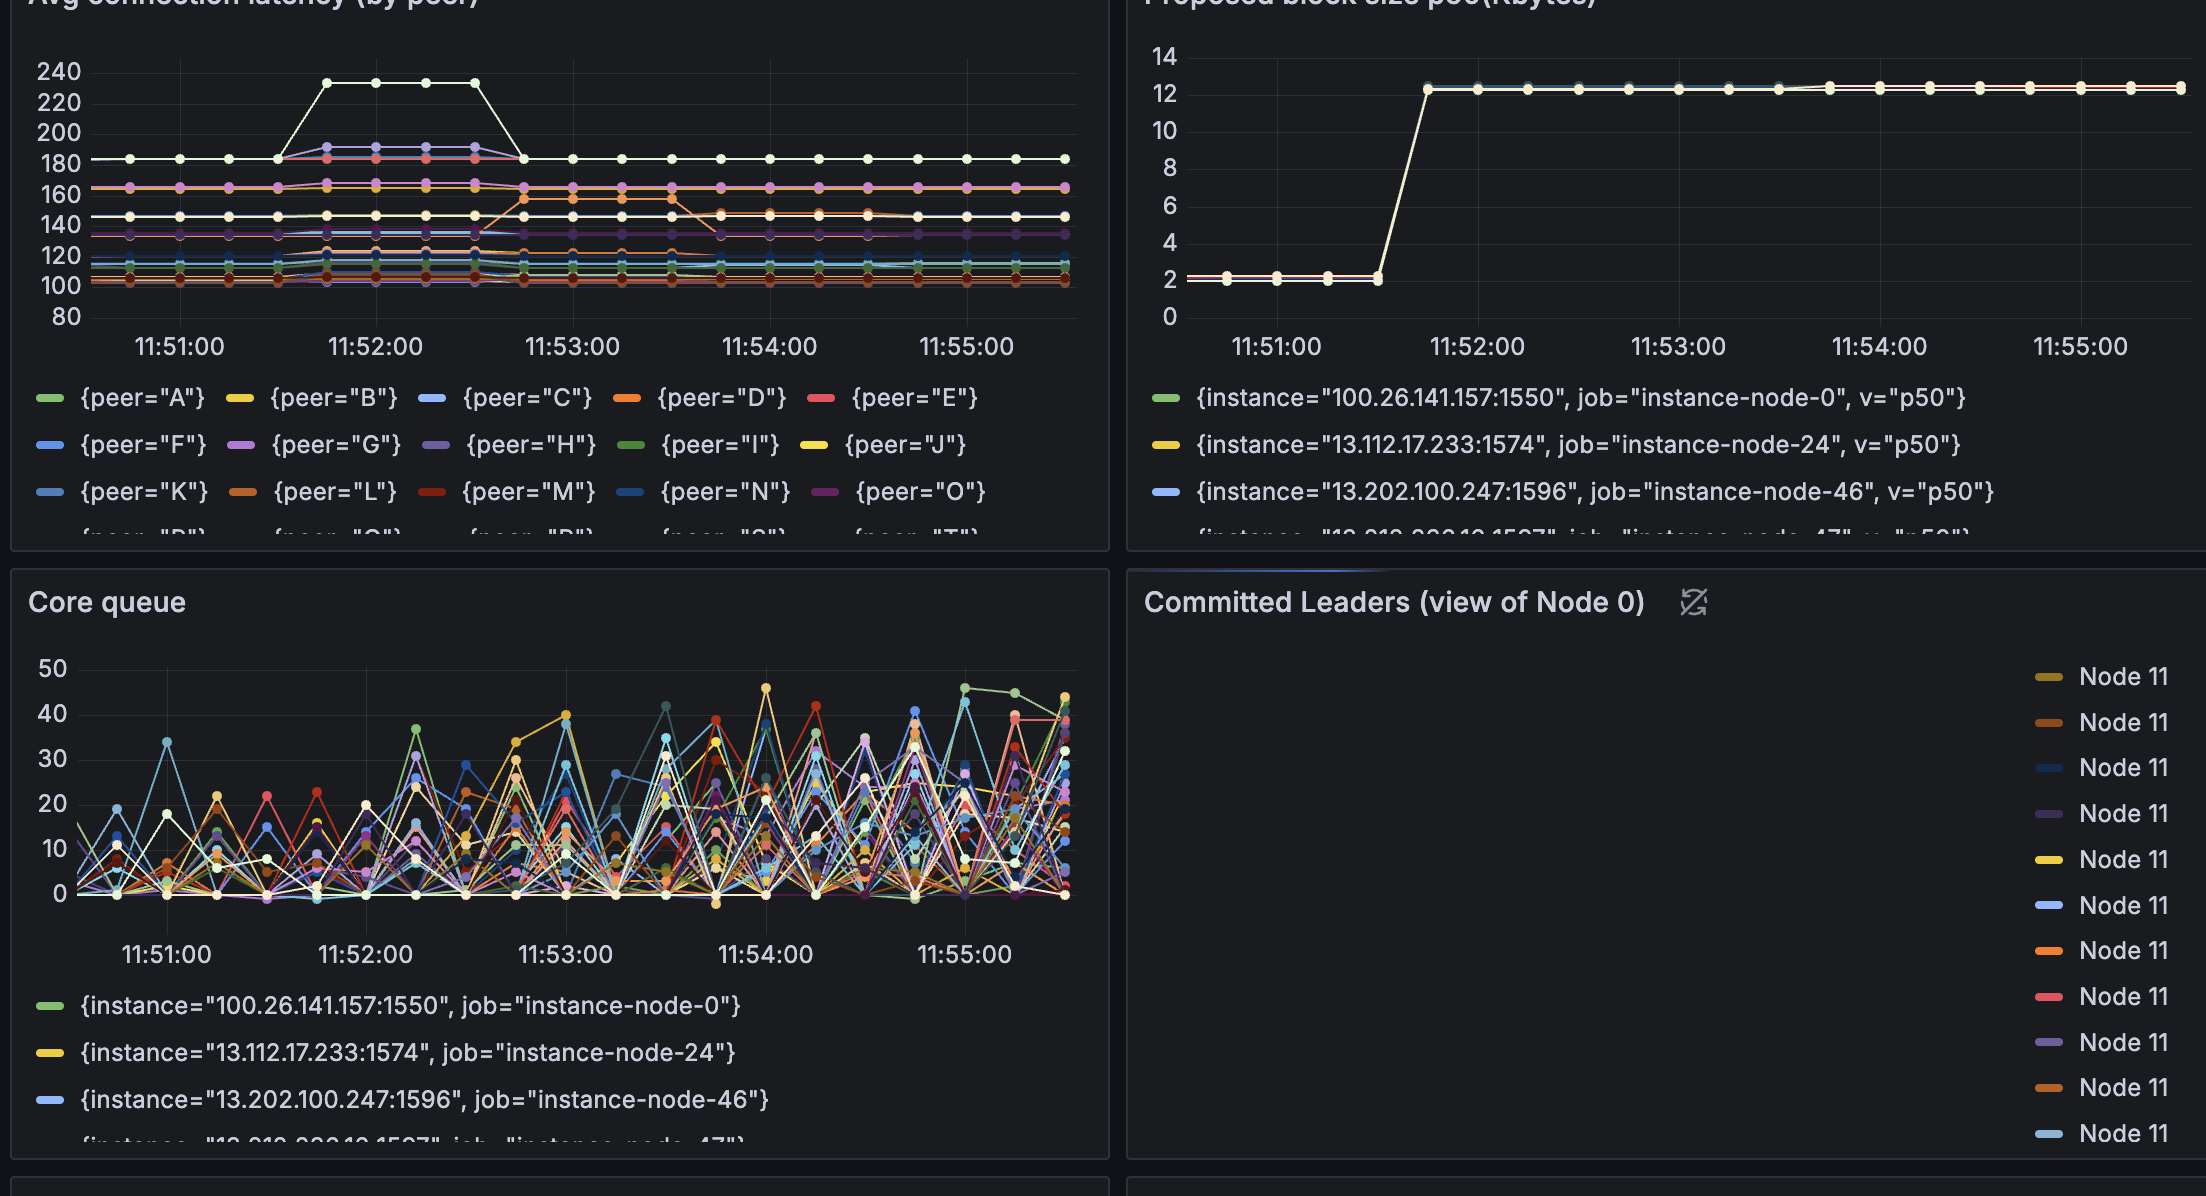 Avg connection latency (by peer)
240
220
200
180
160
140
120
100
80
11:51:00 11:52:00 11:53:00 11:54:00 11:55:00
{peer="A"} {peer="B"} {peer="C"} {peer="D"} {peer="E"}
{peer="F"} {peer="G"} {peer="H"} {peer="I"} {peer="J"}
{peer="K"} {peer="L"} {peer="M"} {peer="N"} {peer="O"}
Proposed block size p50(Kbytes)
14
12
10
8
6
4
2
0
11:51:00 11:52:00 11:53:00 11:54:00 11:55:00
{instance="100.26.141.157:1550", job="instance-node-0", v="p50"}
{instance="13.112.17.233:1574", job="instance-node-24", v="p50"}
{instance="13.202.100.247:1596", job="instance-node-46", v="p50"}
Core queue
50
40
30
20
10
0
11:51:00 11:52:00 11:53:00 11:54:00 11:55:00
{instance="100.26.141.157:1550", job="instance-node-0"}
{instance="13.112.17.233:1574", job="instance-node-24"}
{instance="13.202.100.247:1596", job="instance-node-46"}
Committed Leaders (view of Node 0)
Node 11
Node 11
Node 11
Node 11
Node 11
Node 11
Node 11
Node 11
Node 11
Node 11
Node 11